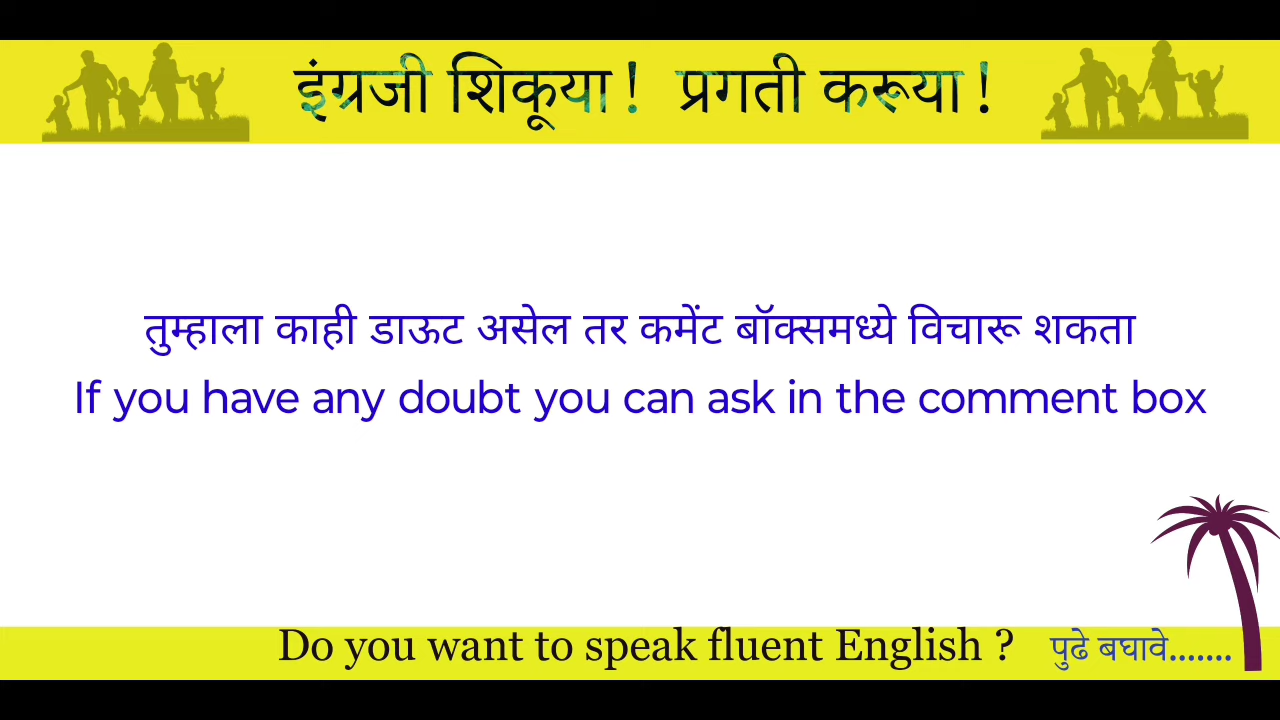 इंग्रजी शिकूया! प्रगती करूया!
तुम्हाला काही डाऊट असेल तर कमेंट बॉक्समध्ये विचारू शकता
If you have any doubt you can ask in the comment box
Do you want to speak fluent English ? पुढे बघावे.......